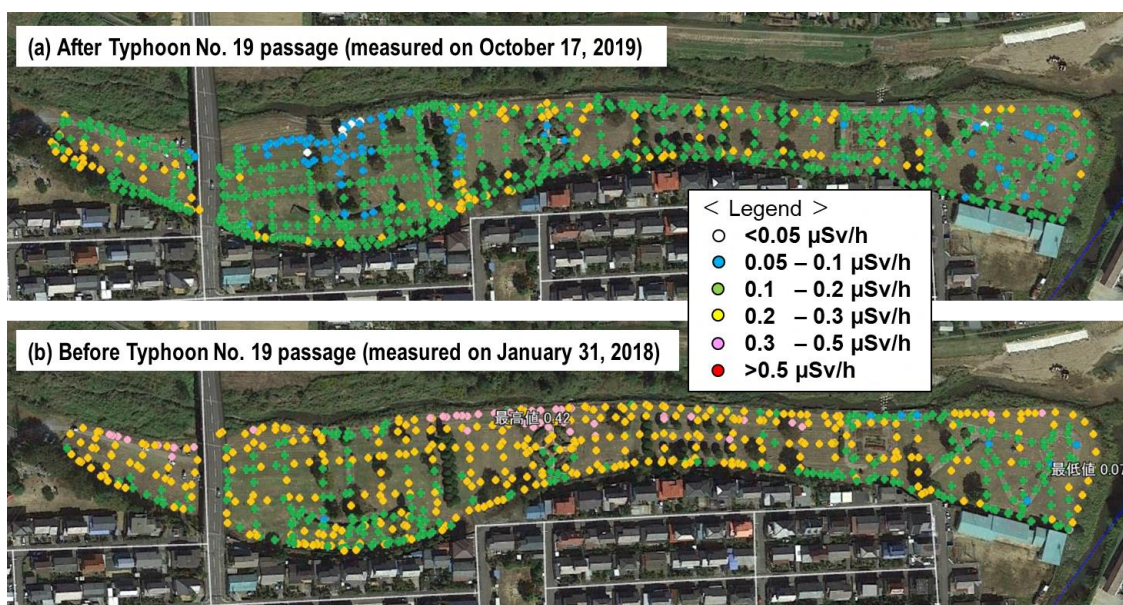 (a) After Typhoon No. 19 passage (measured on October 17, 2019)
< Legend >
<0.05 μSv/h
0.05 – 0.1 μSv/h
0.1 – 0.2 μSv/h
0.2 – 0.3 μSv/h
0.3 – 0.5 μSv/h
>0.5 μSv/h
(b) Before Typhoon No. 19 passage (measured on January 31, 2018)
最高値 0.42
最低値 0.07